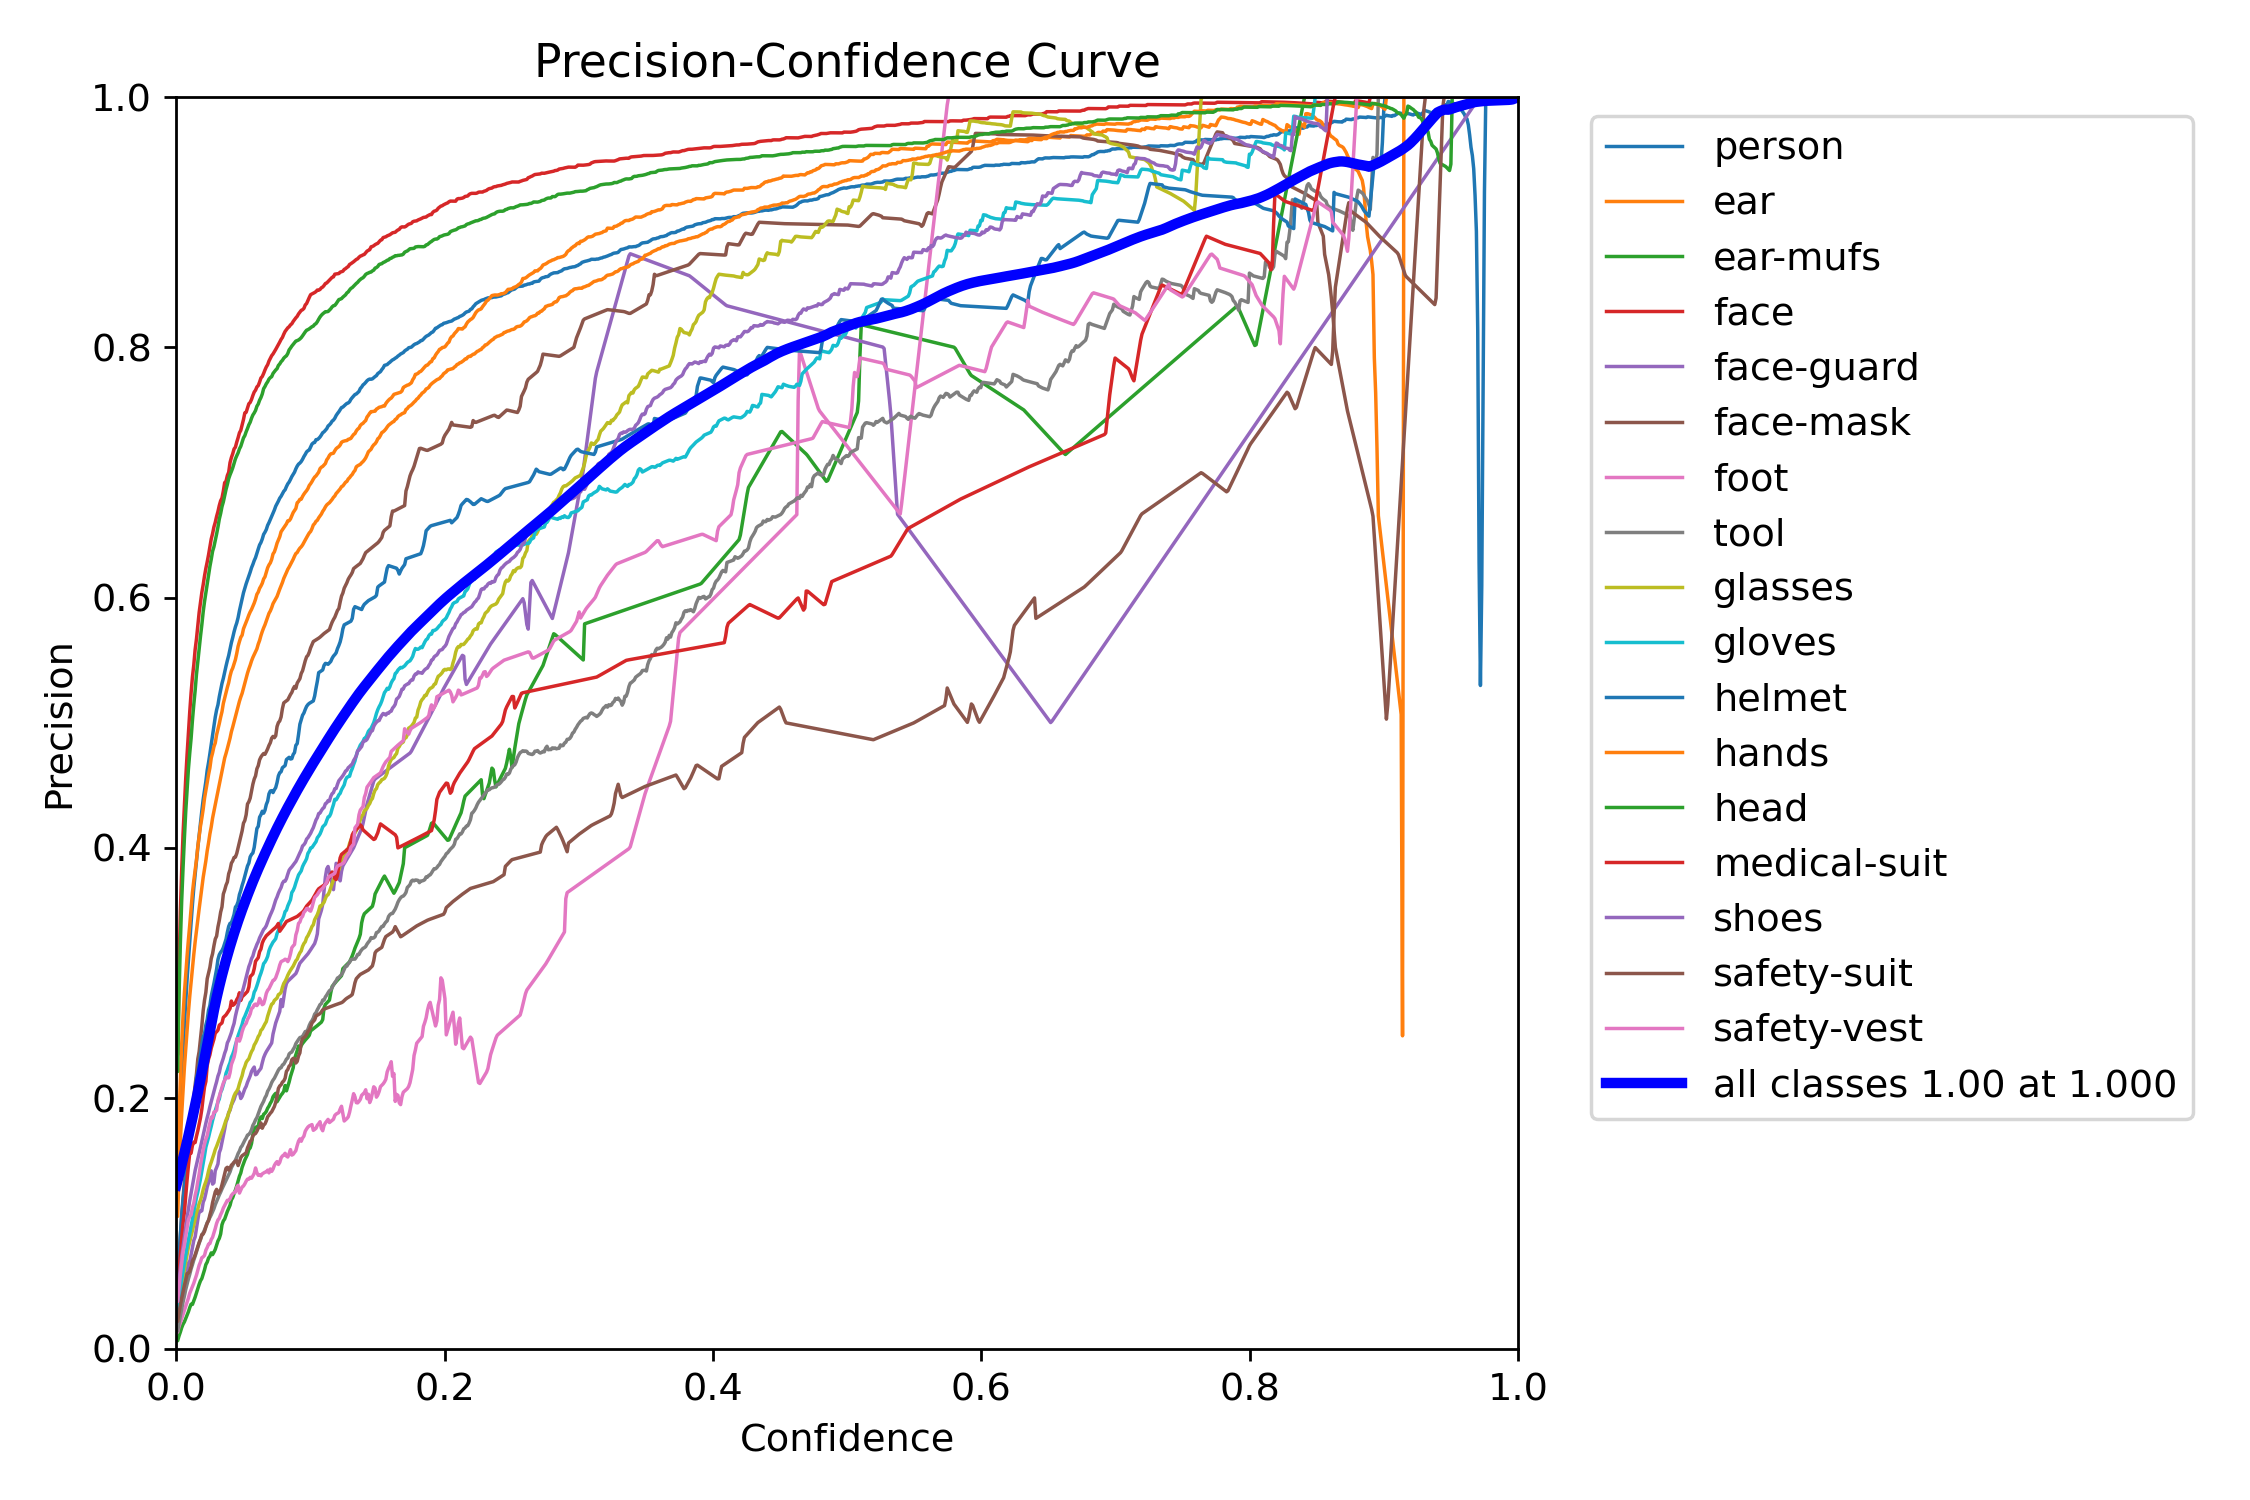 Precision-Confidence Curve
1.0
0.8
0.6
0.4
0.2
0.0
Precision
0.0 0.2 0.4 0.6 0.8 1.0
Confidence
person
ear
ear-mufs
face
face-guard
face-mask
foot
tool
glasses
gloves
helmet
hands
head
medical-suit
shoes
safety-suit
safety-vest
all classes 1.00 at 1.000